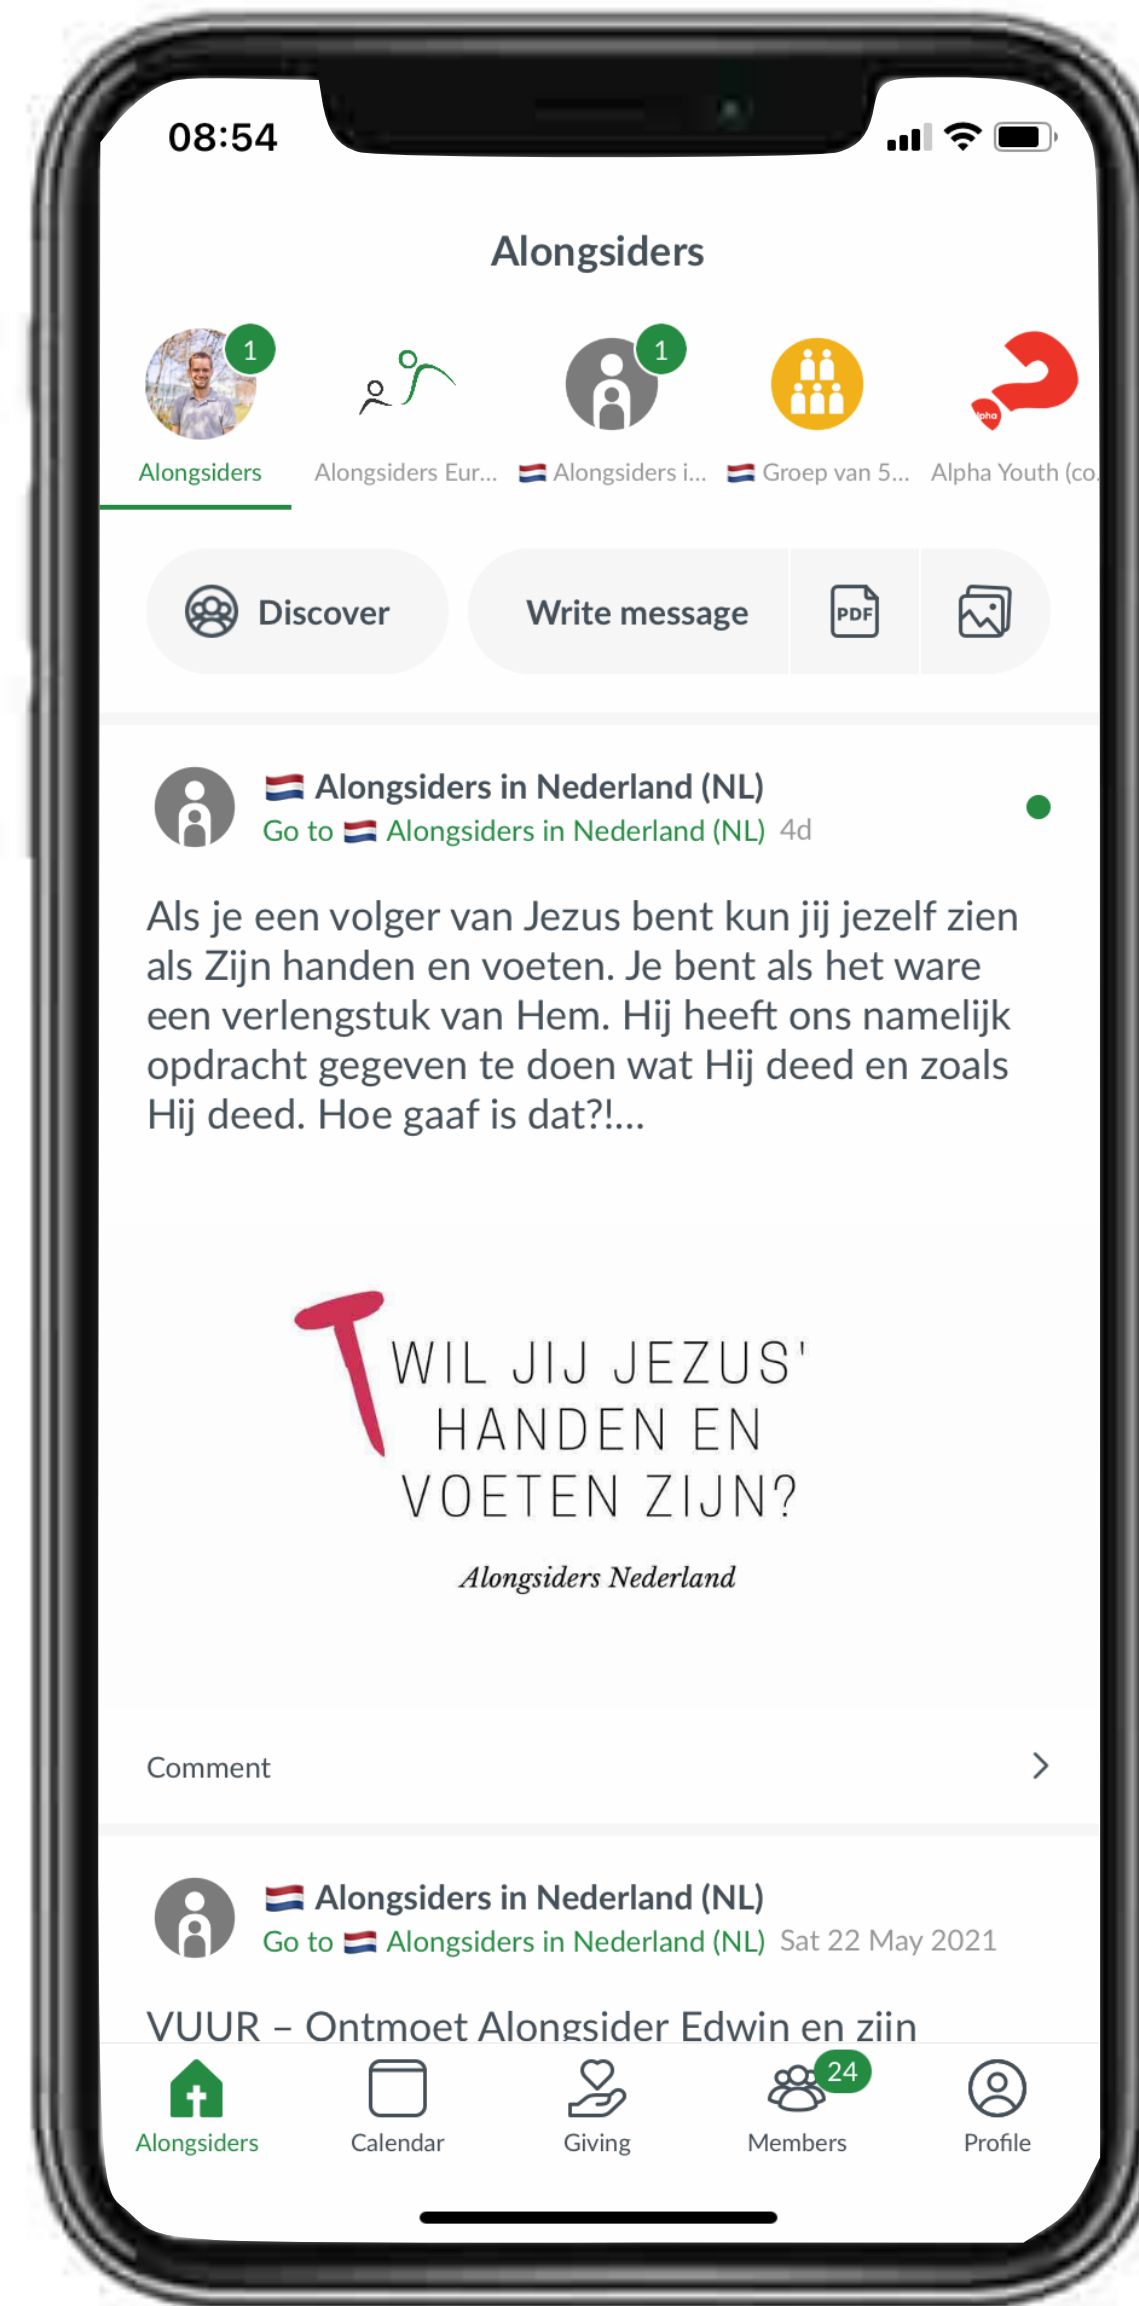 08:54
Alongsiders
1
1
pha
Alongsiders
Alongsiders Eur...
🇳🇱 Alongsiders i...
🇳🇱 Groep van 5...
Alpha Youth (co.
Discover
Write message
PDF
🇳🇱 Alongsiders in Nederland (NL)
Go to 🇳🇱 Alongsiders in Nederland (NL) 4d
Als je een volger van Jezus bent kun jij jezelf zien
als Zijn handen en voeten. Je bent als het ware
een verlengstuk van Hem. Hij heeft ons namelijk
opdracht gegeven te doen wat Hij deed en zoals
Hij deed. Hoe gaaf is dat?!...
WIL JIJ JEZUS'
HANDEN EN
VOETEN ZIJN?
Alongsiders Nederland
Comment
🇳🇱 Alongsiders in Nederland (NL)
Go to 🇳🇱 Alongsiders in Nederland (NL) Sat 22 May 2021
VUUR – Ontmoet Alongsider Edwin en zijn
24
Alongsiders
Calendar
Giving
Members
Profile